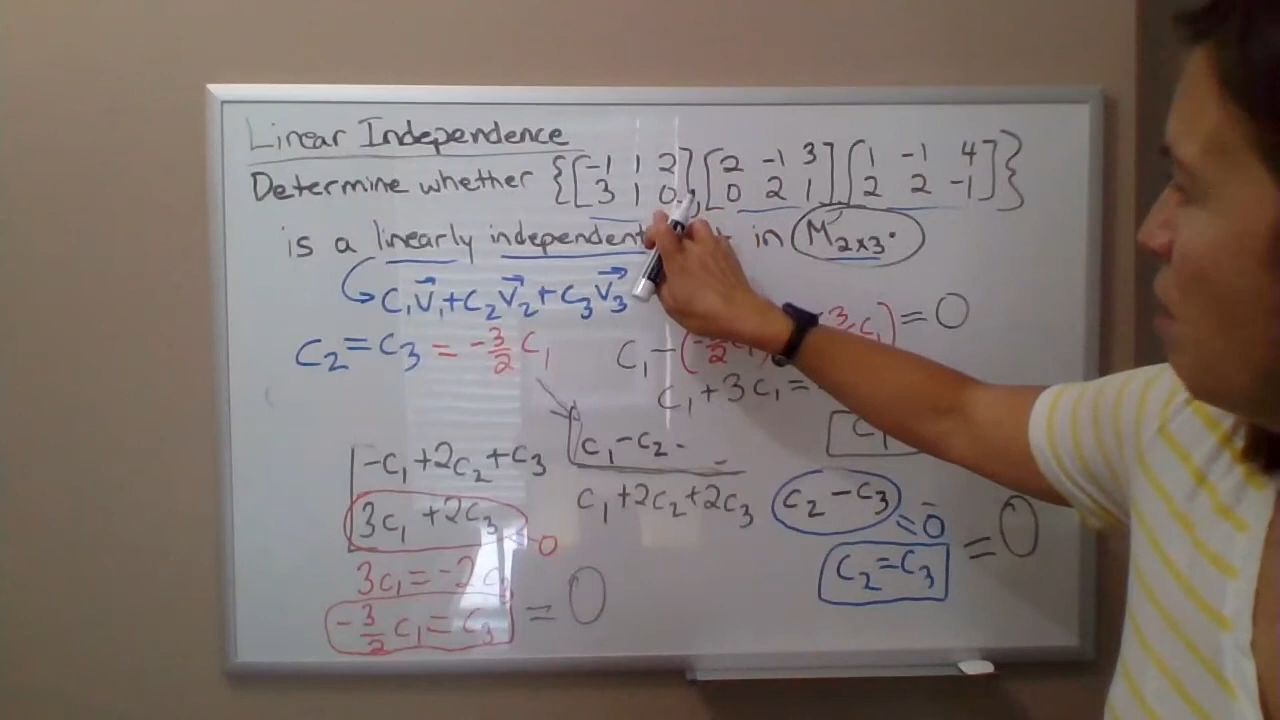 Linear Independence
Determine whether {[-1 1 2], [2 -1 3] [1 -1 4]}
3 1 0 0 2 1 2 2 -1
is a linearly independent in M2x3.
C1V1+C2V2+C3V3
C2=C3 = -3/2 C1
C1-(-3/2 C1) =0
C1+3C1=
C1
-C1+2C2+C3 C1-C2-
3C1+2C3 C1+2C2+2C3 C2-C3
=0
0
=0
C2=C3
3C1=-2C3
-3/2 C1=C3 =0